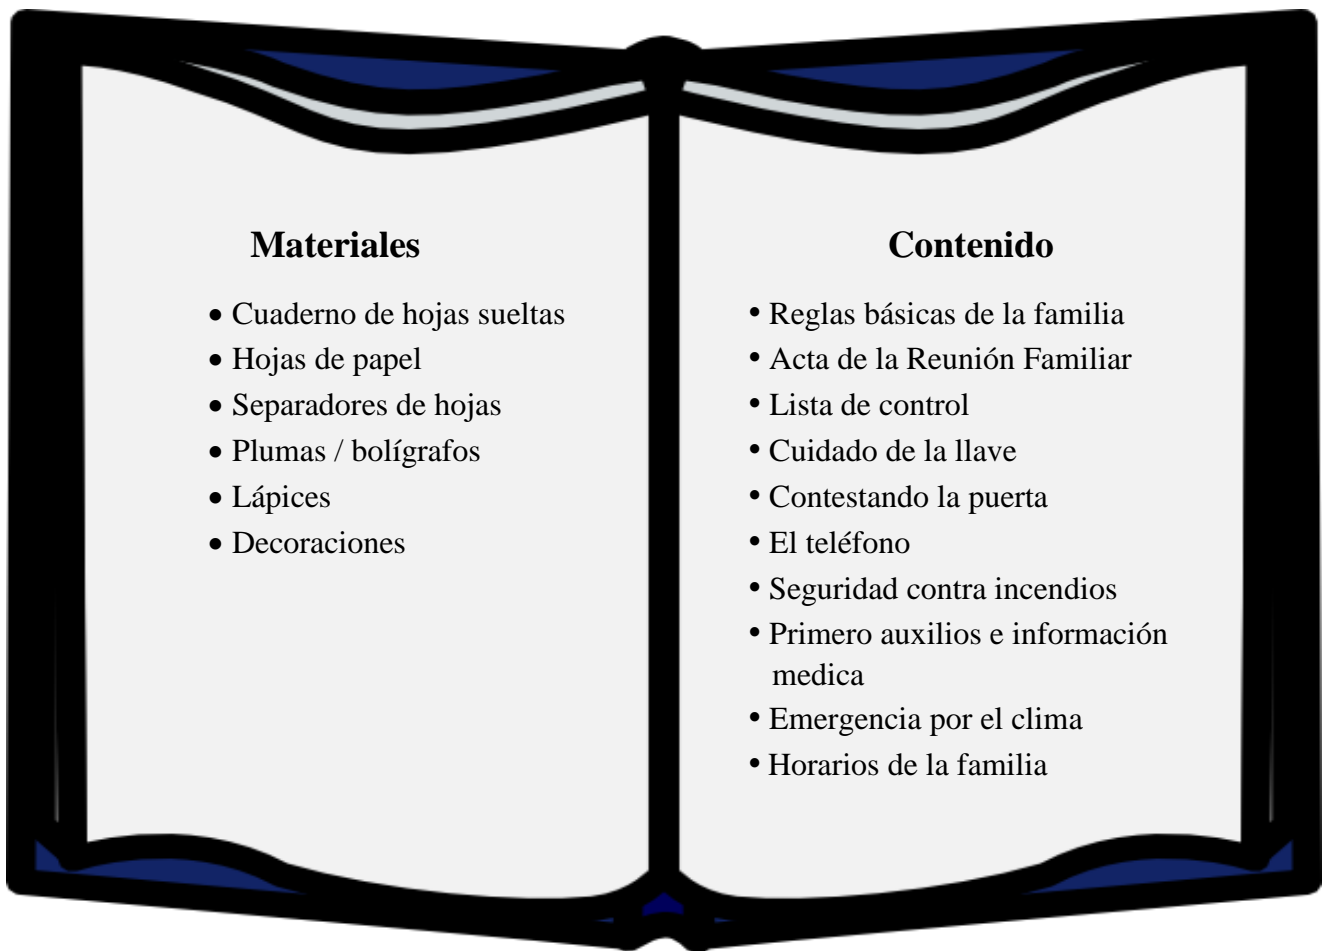 Materiales
• Cuaderno de hojas sueltas
• Hojas de papel
• Separadores de hojas
• Plumas / bolígrafos
• Lápices
• Decoraciones
Contenido
• Reglas básicas de la familia
• Acta de la Reunión Familiar
• Lista de control
• Cuidado de la llave
• Contestando la puerta
• El teléfono
• Seguridad contra incendios
• Primero auxilios e información
medica
• Emergencia por el clima
• Horarios de la familia